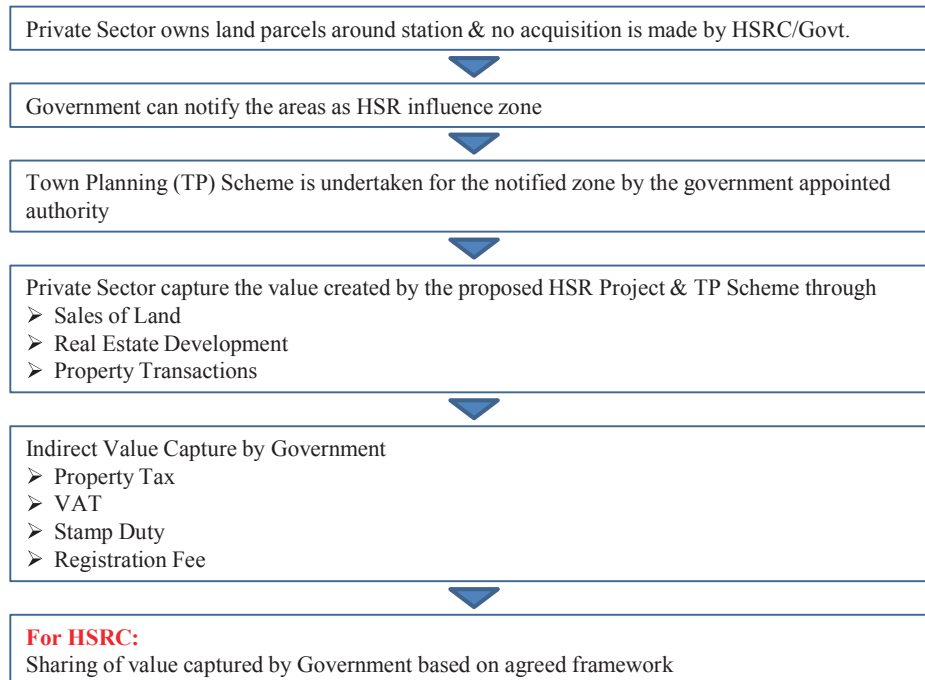 Private Sector owns land parcels around station & no acquisition is made by HSRC/Govt.
Government can notify the areas as HSR influence zone
Town Planning (TP) Scheme is undertaken for the notified zone by the government appointed
authority
Private Sector capture the value created by the proposed HSR Project & TP Scheme through
➢ Sales of Land
➢ Real Estate Development
➢ Property Transactions
Indirect Value Capture by Government
➢ Property Tax
➢ VAT
➢ Stamp Duty
➢ Registration Fee
For HSRC:
Sharing of value captured by Government based on agreed framework